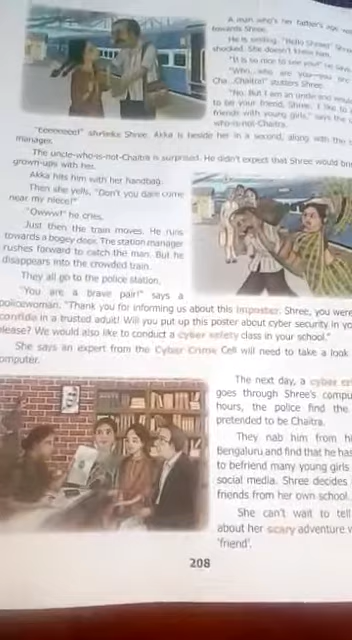 A man who's her father's age w
towards Shree.
He is smiling. "Hello Shree!" Shree
shocked. She doesn't know him.
"It is so nice to see you!" he says
"Who...who are you—you are
Cha...Chaitra?" stutters Shree.
"No. But I am an uncle and would
to be your friend, Shree. I like to
friends with young girls," says the u
who-is-not-Chaitra.
shrieks Shree. Akka is beside her in a second, along with the s
manager.
The uncle-who-is-not-Chaitra is surprised. He didn't expect that Shree would bri
grown-ups with her.
Akka hits him with her handbag.
Then she yells, "Don't you dare come
near my niece!"
"Owww!" he cries.
Just then the train moves. He runs
towards a bogey door. The station manager
rushes forward to catch the man. But he
disappears into the crowded train.
They all go to the police station.
"You are a brave pair!" says a
policewoman. "Thank you for informing us about this imposter. Shree, you were
confide in a trusted adult! Will you put up this poster about cyber security in yo
please? We would also like to conduct a cyber safety class in your school."
She says an expert from the Cyber Crime Cell will need to take a look
omputer.
The next day, a cyber
goes through Shree's compu
hours, the police find the
pretended to be Chaitra.
They nab him from hi
Bengaluru and find that he has
to befriend many young girls
social media. Shree decides
friends from her own school.
She can't wait to tell
about her scary adventure w
'friend'.
208